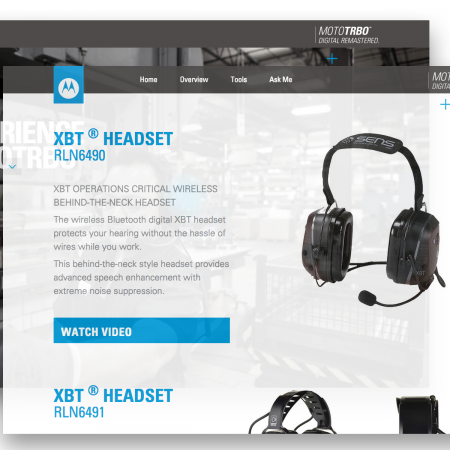 MOTOTRBO™
DIGITAL REMASTERED.
Home Overview Tools Ask Me
MOT
DIGITA
RIENCE
OTRB
XBT ® HEADSET
RLN6490
XBT OPERATIONS CRITICAL WIRELESS
BEHIND-THE-NECK HEADSET
The wireless Bluetooth digital XBT headset
protects your hearing without the hassle of
wires while you work.
This behind-the-neck style headset provides
advanced speech enhancement with
extreme noise suppression.
WATCH VIDEO
SENS
XBT
XBT ® HEADSET
RLN6491